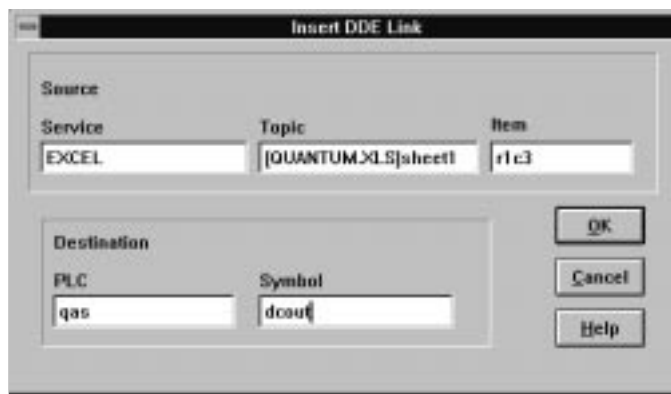 Insert DDE Link
Source
Service Topic Item
EXCEL [QUANTUM.XLS]sheet1 r1c3
Destination
PLC Symbol
qas dcout
OK
Cancel
Help